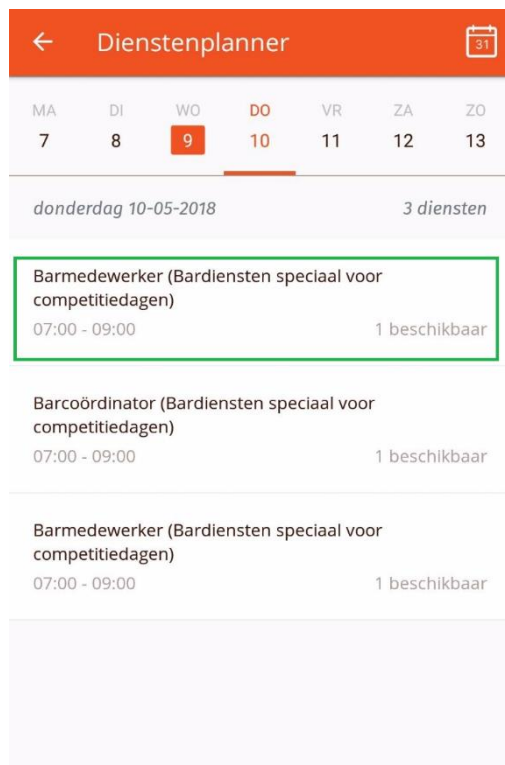 Dienstenplanner
31
MA DI WO DO VR ZA ZO
7 8 9 10 11 12 13
donderdag 10-05-2018 3 diensten
Barmedewerker (Bardiensten speciaal voor
competitiedagen)
07:00 - 09:00 1 beschikbaar
Barcoördinator (Bardiensten speciaal voor
competitiedagen)
07:00 - 09:00 1 beschikbaar
Barmedewerker (Bardiensten speciaal voor
competitiedagen)
07:00 - 09:00 1 beschikbaar